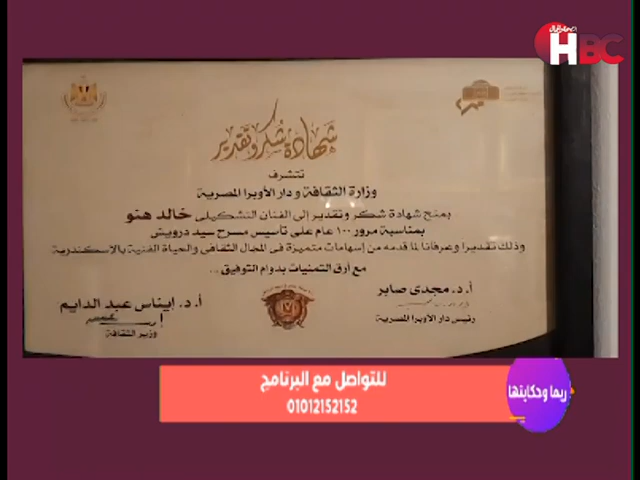 HBC
شهادة شكر وتقدير
تتشرف
وزارة الثقافة ودار الأوبرا المصرية
بمنح شهادة شكر وتقدير إلى الفنان التشكيلى خالد هنو
بمناسبة مرور ١٠٠ عام على تأسيس مسرح سيد درويش
وذلك تقديرا وعرفانا لما قدمه من إسهامات متميزة فى المجال الثقافى والحياة الفنية بالإسكندرية
مع أرق التمنيات بدوام التوفيق ..
أ.د. مجدى صابر
رئيس دار الأوبرا المصرية
أ.د. إيناس عبد الدايم
وزير الثقافة
للتواصل مع البرنامج
01012152152
ريما وحكايتها